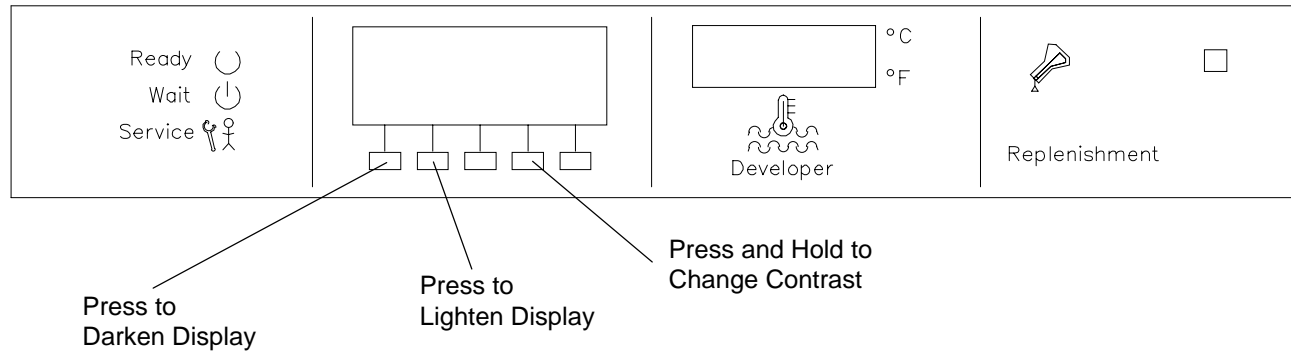 Ready
Wait
Service
°C
°F
Developer
Replenishment
Press and Hold to
Change Contrast
Press to
Lighten Display
Press to
Darken Display